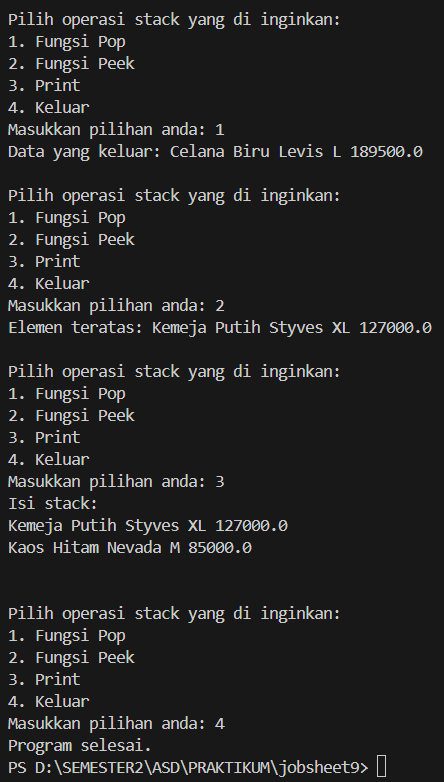 Pilih operasi stack yang di inginkan:
1. Fungsi Pop
2. Fungsi Peek
3. Print
4. Keluar
Masukkan pilihan anda: 1
Data yang keluar: Celana Biru Levis L 189500.0
Pilih operasi stack yang di inginkan:
1. Fungsi Pop
2. Fungsi Peek
3. Print
4. Keluar
Masukkan pilihan anda: 2
Elemen teratas: Kemeja Putih Styves XL 127000.0
Pilih operasi stack yang di inginkan:
1. Fungsi Pop
2. Fungsi Peek
3. Print
4. Keluar
Masukkan pilihan anda: 3
Isi stack:
Kemeja Putih Styves XL 127000.0
Kaos Hitam Nevada M 85000.0
Pilih operasi stack yang di inginkan:
1. Fungsi Pop
2. Fungsi Peek
3. Print
4. Keluar
Masukkan pilihan anda: 4
Program selesai.
PS D:\SEMESTER2\ASD\PRAKTIKUM\jobsheet9>